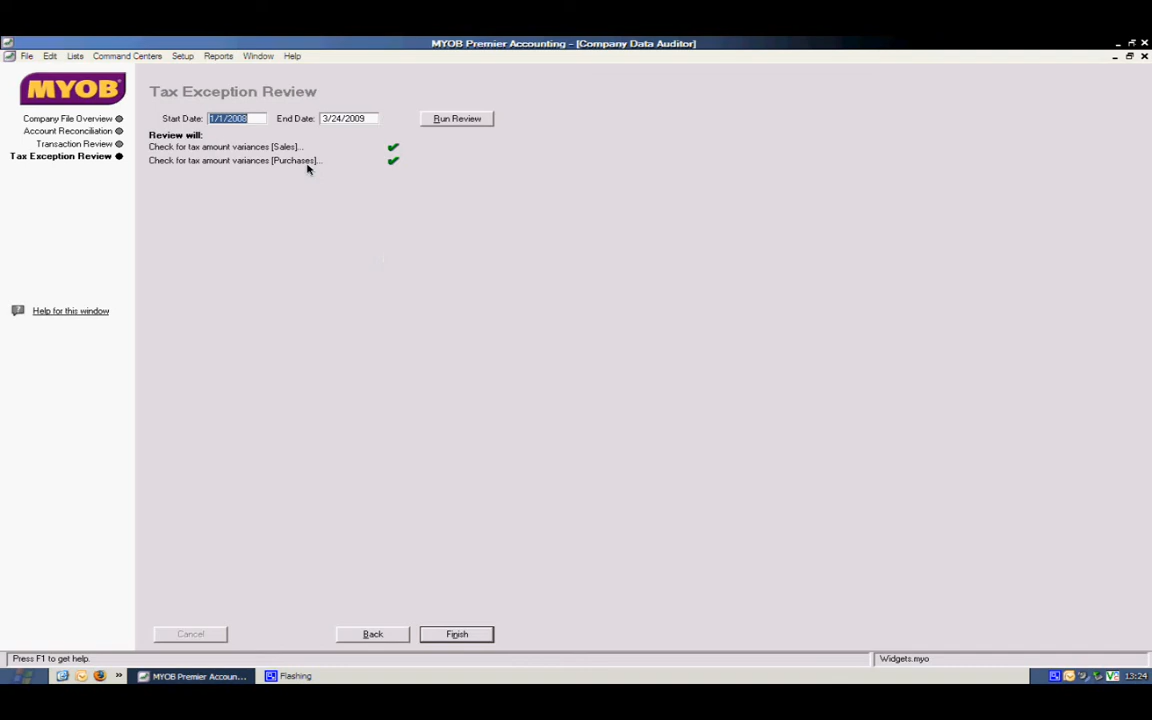 MYOB Premier Accounting - [Company Data Auditor]
File Edit Lists Command Centers Setup Reports Window Help
MYOB®
Company File Overview
Account Reconciliation
Transaction Review
Tax Exception Review
Help for this window
Tax Exception Review
Start Date: 1/1/2008 End Date: 3/24/2009 Run Review
Review will:
Check for tax amount variances [Sales]...
Check for tax amount variances [Purchases]...
Cancel Back Finish
Press F1 to get help. Widgets.myo
MYOB Premier Accoun... Flashing 13:24